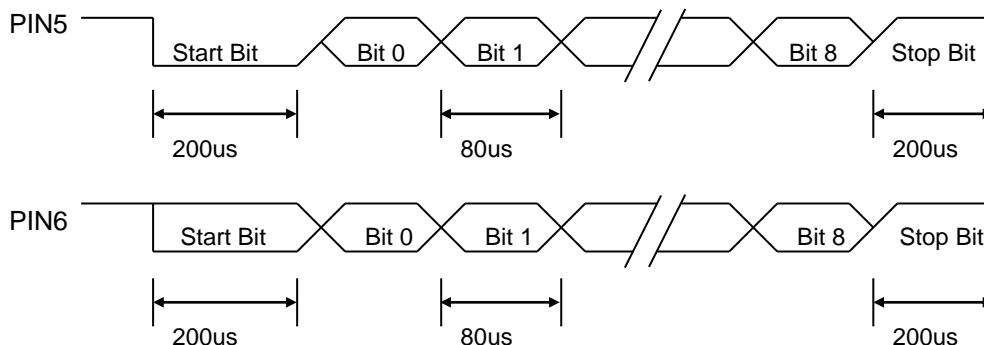 PIN5
Start Bit Bit 0 Bit 1 Bit 8 Stop Bit
200us 80us 200us
PIN6
Start Bit Bit 0 Bit 1 Bit 8 Stop Bit
200us 80us 200us